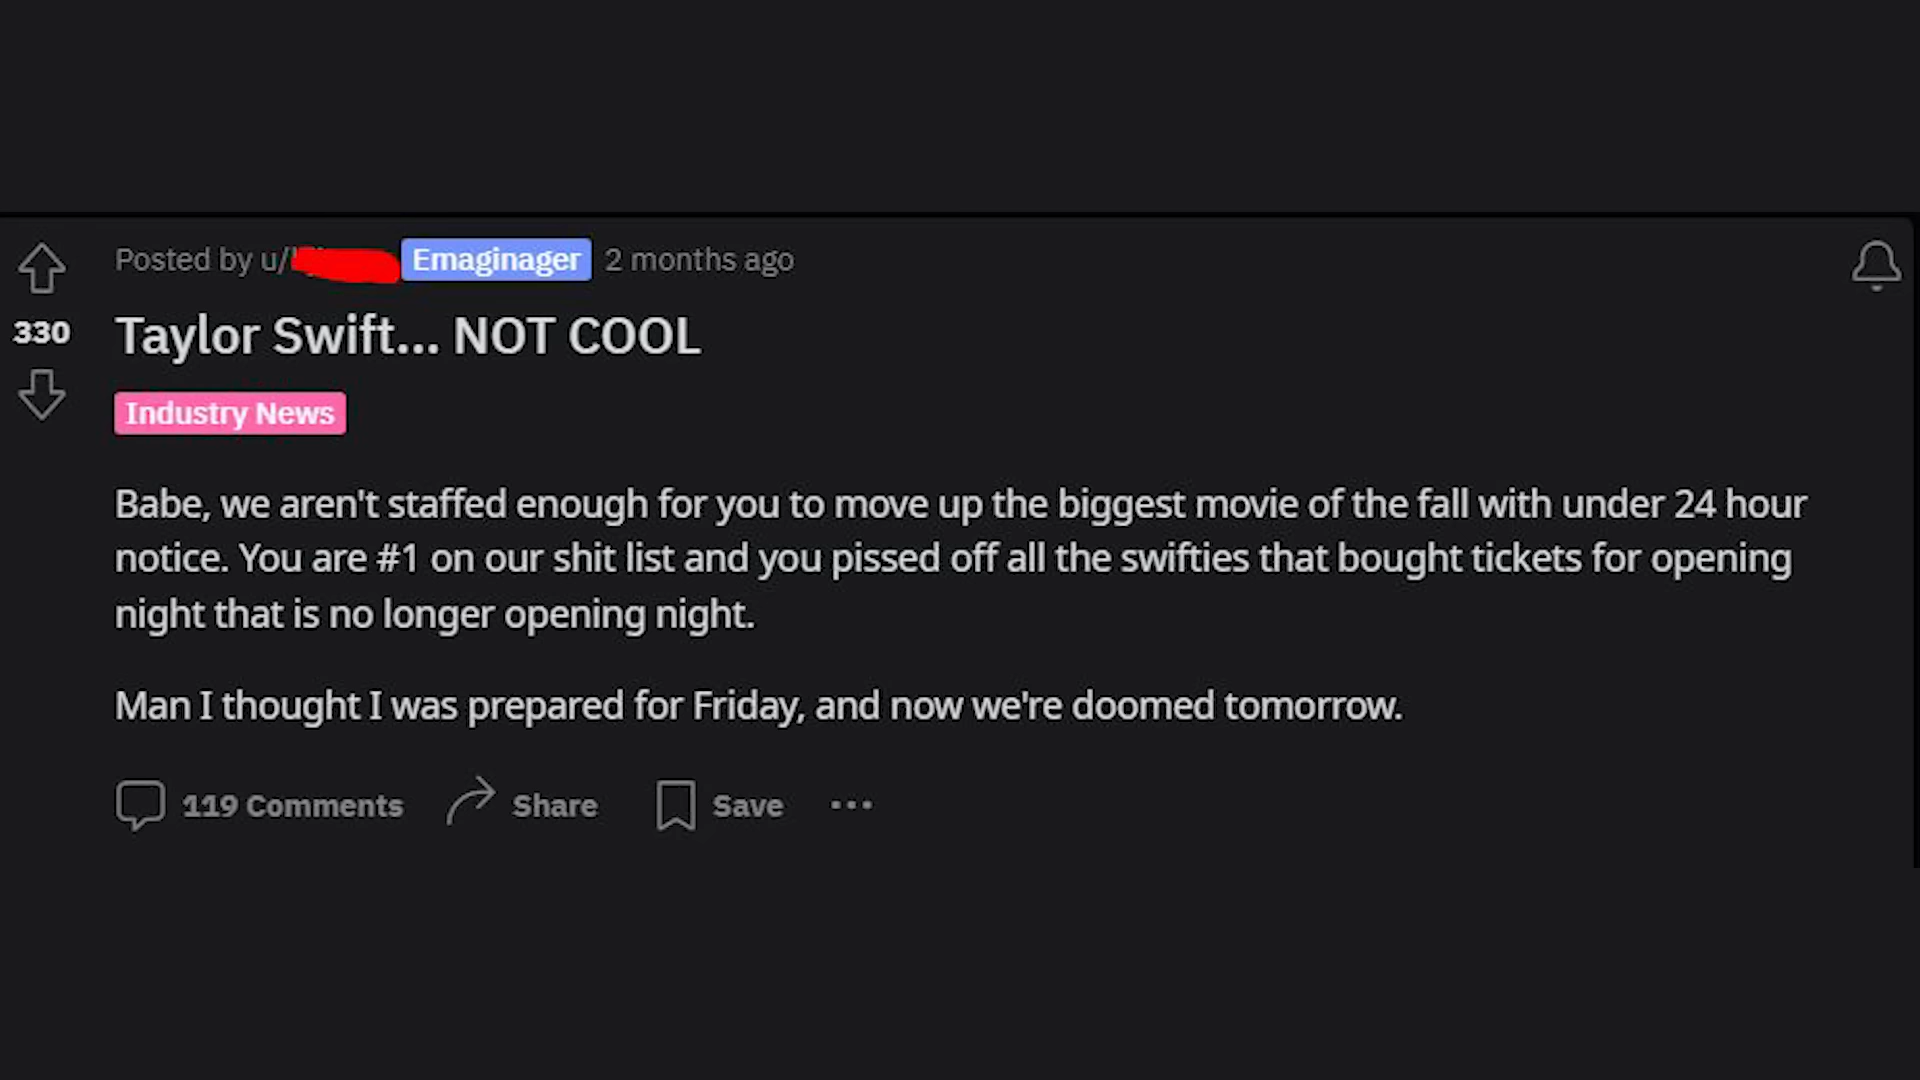 Posted by u/ Emaginager 2 months ago
330
Taylor Swift... NOT COOL
Industry News
Babe, we aren't staffed enough for you to move up the biggest movie of the fall with under 24 hour
notice. You are #1 on our shit list and you pissed off all the swifties that bought tickets for opening
night that is no longer opening night.
Man I thought I was prepared for Friday, and now we're doomed tomorrow.
119 Comments Share Save ...